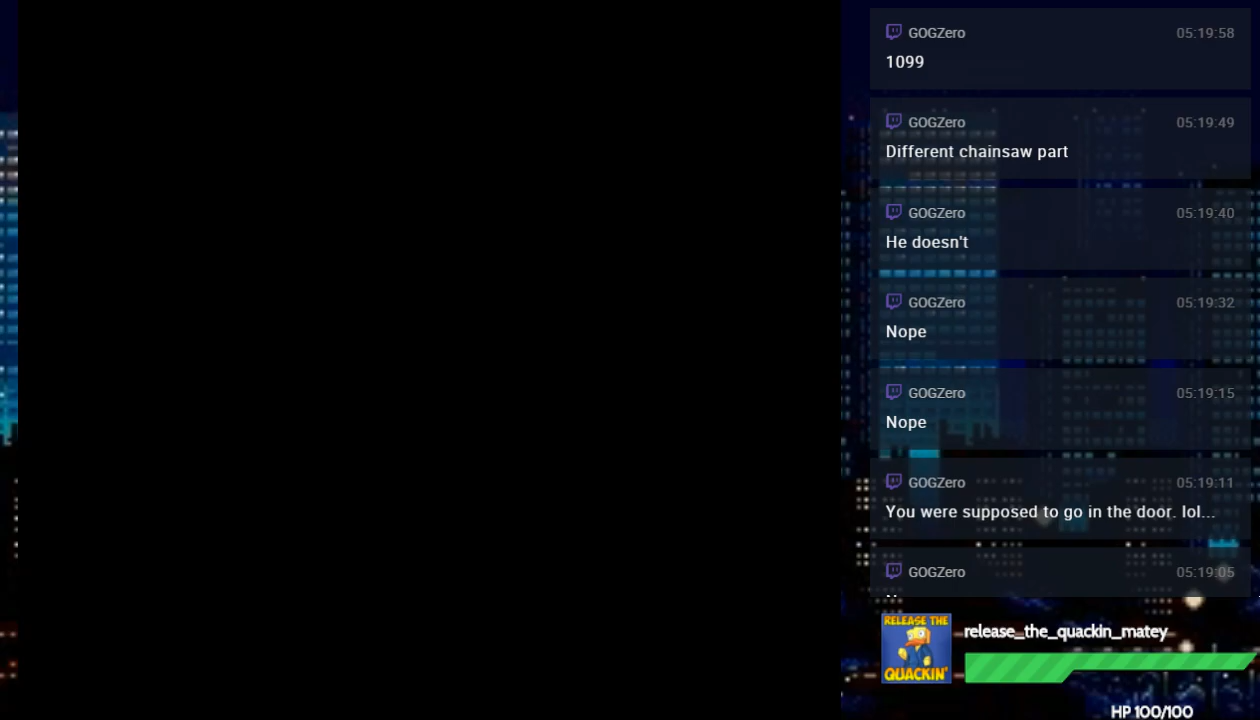 GOGZero 05:19:58
1099
GOGZero 05:19:49
Different chainsaw part
GOGZero 05:19:40
He doesn't
GOGZero 05:19:32
Nope
GOGZero 05:19:15
Nope
GOGZero 05:19:11
You were supposed to go in the door. lol...
GOGZero 05:19:05
RELEASE THE
QUACKIN'
release_the_quackin_matey
HP 100/100